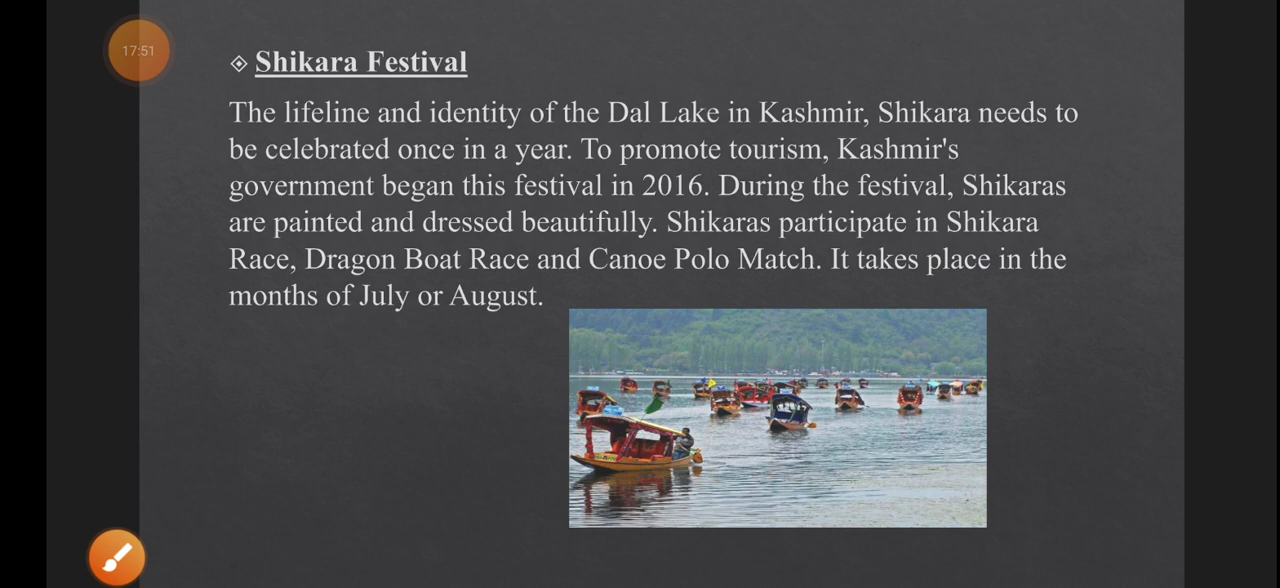 17:51
Shikara Festival
The lifeline and identity of the Dal Lake in Kashmir, Shikara needs to
be celebrated once in a year. To promote tourism, Kashmir's
government began this festival in 2016. During the festival, Shikaras
are painted and dressed beautifully. Shikaras participate in Shikara
Race, Dragon Boat Race and Canoe Polo Match. It takes place in the
months of July or August.